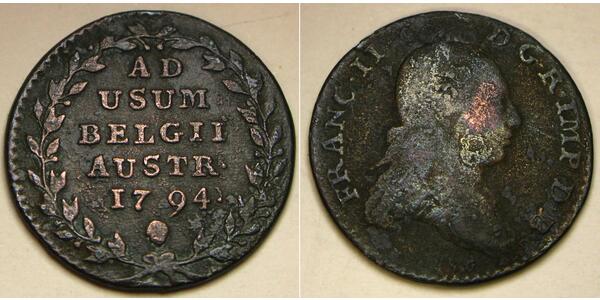 AD
USUM
BELGII
AUSTR·
1794
FRANC·II D·G·R·IMP·D·B